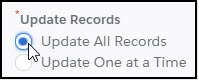 *Update Records
Update All Records
Update One at a Time